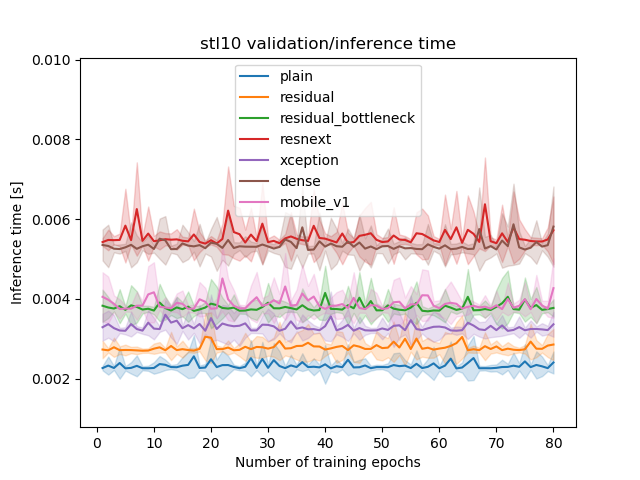 stl10 validation/inference time
0.010
0.008
0.006
0.004
0.002
Inference time [s]
plain
residual
residual_bottleneck
resnext
xception
dense
mobile_v1
0 10 20 30 40 50 60 70 80
Number of training epochs